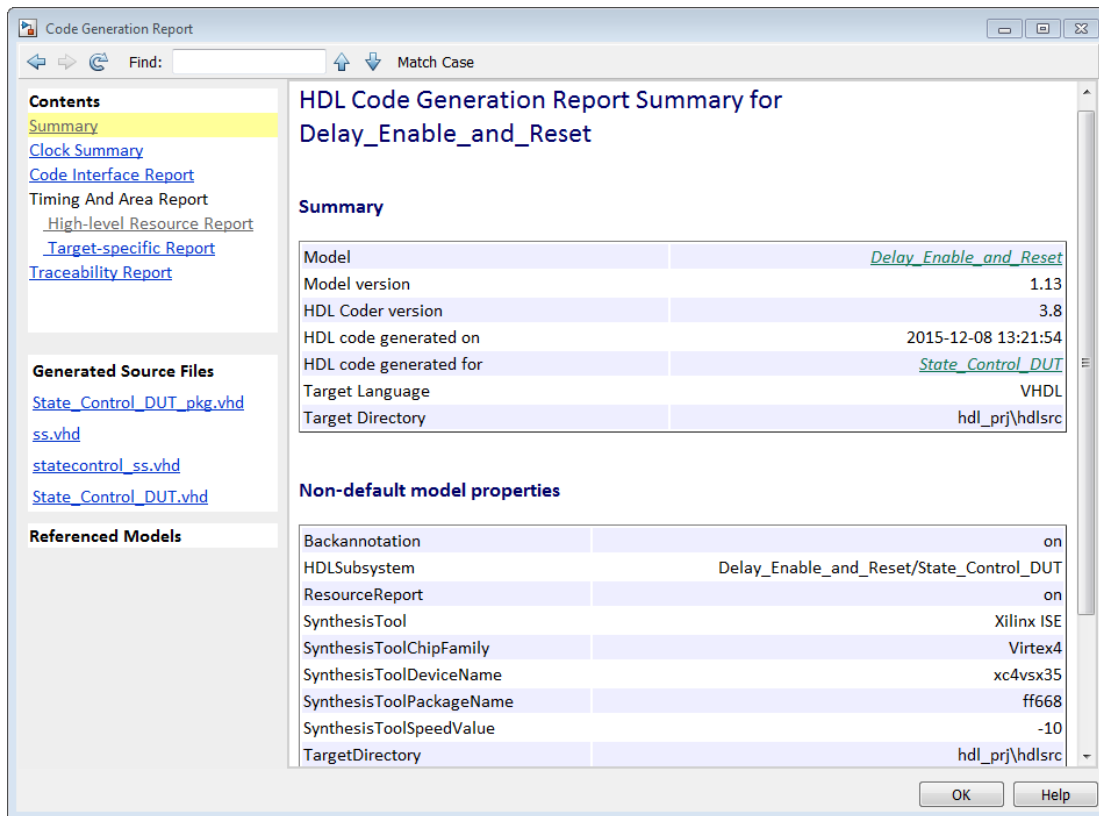 Code Generation Report
Find:
Match Case
Contents
Summary
Clock Summary
Code Interface Report
Timing And Area Report
High-level Resource Report
Target-specific Report
Traceability Report
Generated Source Files
State_Control_DUT_pkg.vhd
ss.vhd
statecontrol_ss.vhd
State_Control_DUT.vhd
Referenced Models
HDL Code Generation Report Summary for
Delay_Enable_and_Reset
Summary
Model Delay_Enable_and_Reset
Model version 1.13
HDL Coder version 3.8
HDL code generated on 2015-12-08 13:21:54
HDL code generated for State_Control_DUT
Target Language VHDL
Target Directory hdl_prj\hdlsrc
Non-default model properties
Backannotation on
HDLSubsystem Delay_Enable_and_Reset/State_Control_DUT
ResourceReport on
SynthesisTool Xilinx ISE
SynthesisToolChipFamily Virtex4
SynthesisToolDeviceName xc4vsx35
SynthesisToolPackageName ff668
SynthesisToolSpeedValue -10
TargetDirectory hdl_prj\hdlsrc
OK Help